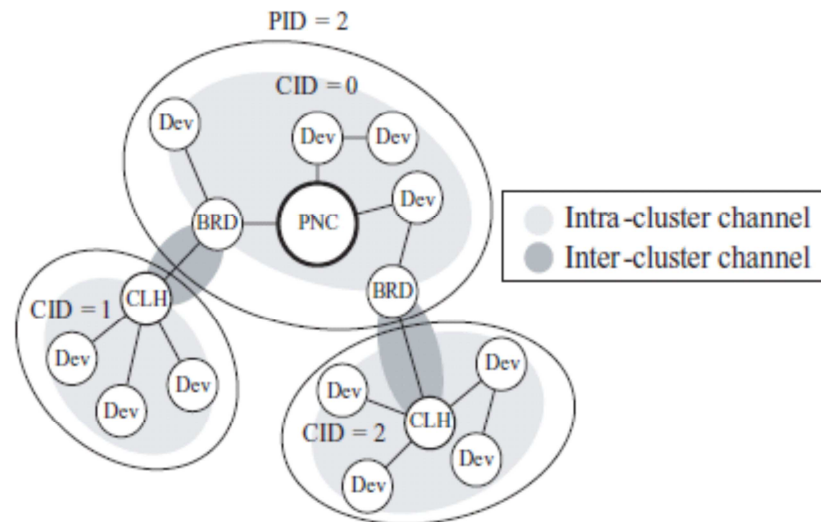 PID = 2
CID = 0
Dev
Dev
Dev
Dev
BRD
PNC
BRD
Intra-cluster channel
Inter-cluster channel
CLH
CID = 1
Dev
Dev
Dev
Dev
Dev
CLH
CID = 2
Dev
Dev